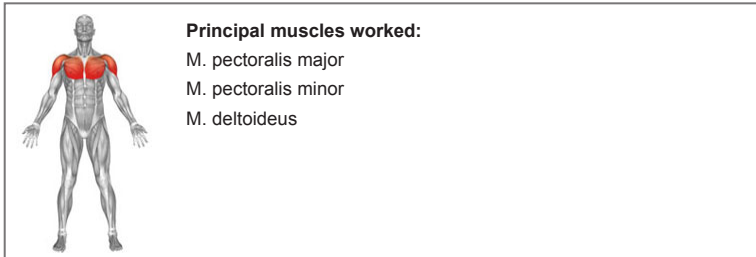 Principal muscles worked:
M. pectoralis major
M. pectoralis minor
M. deltoideus